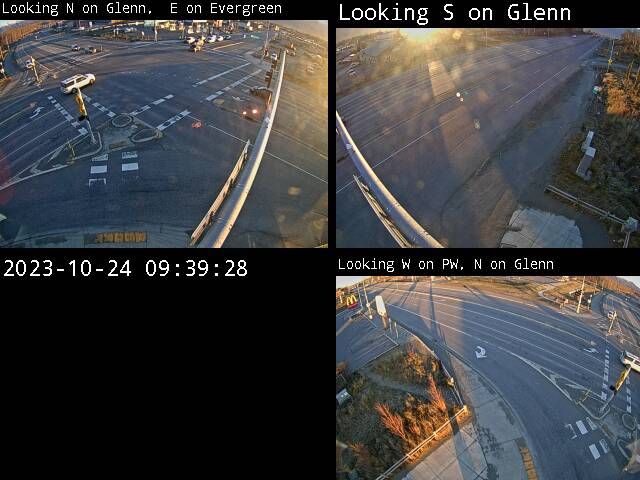 Looking N on Glenn,  E on Evergreen
Looking S on Glenn
2023-10-24 09:39:28
Looking W on PW, N on Glenn